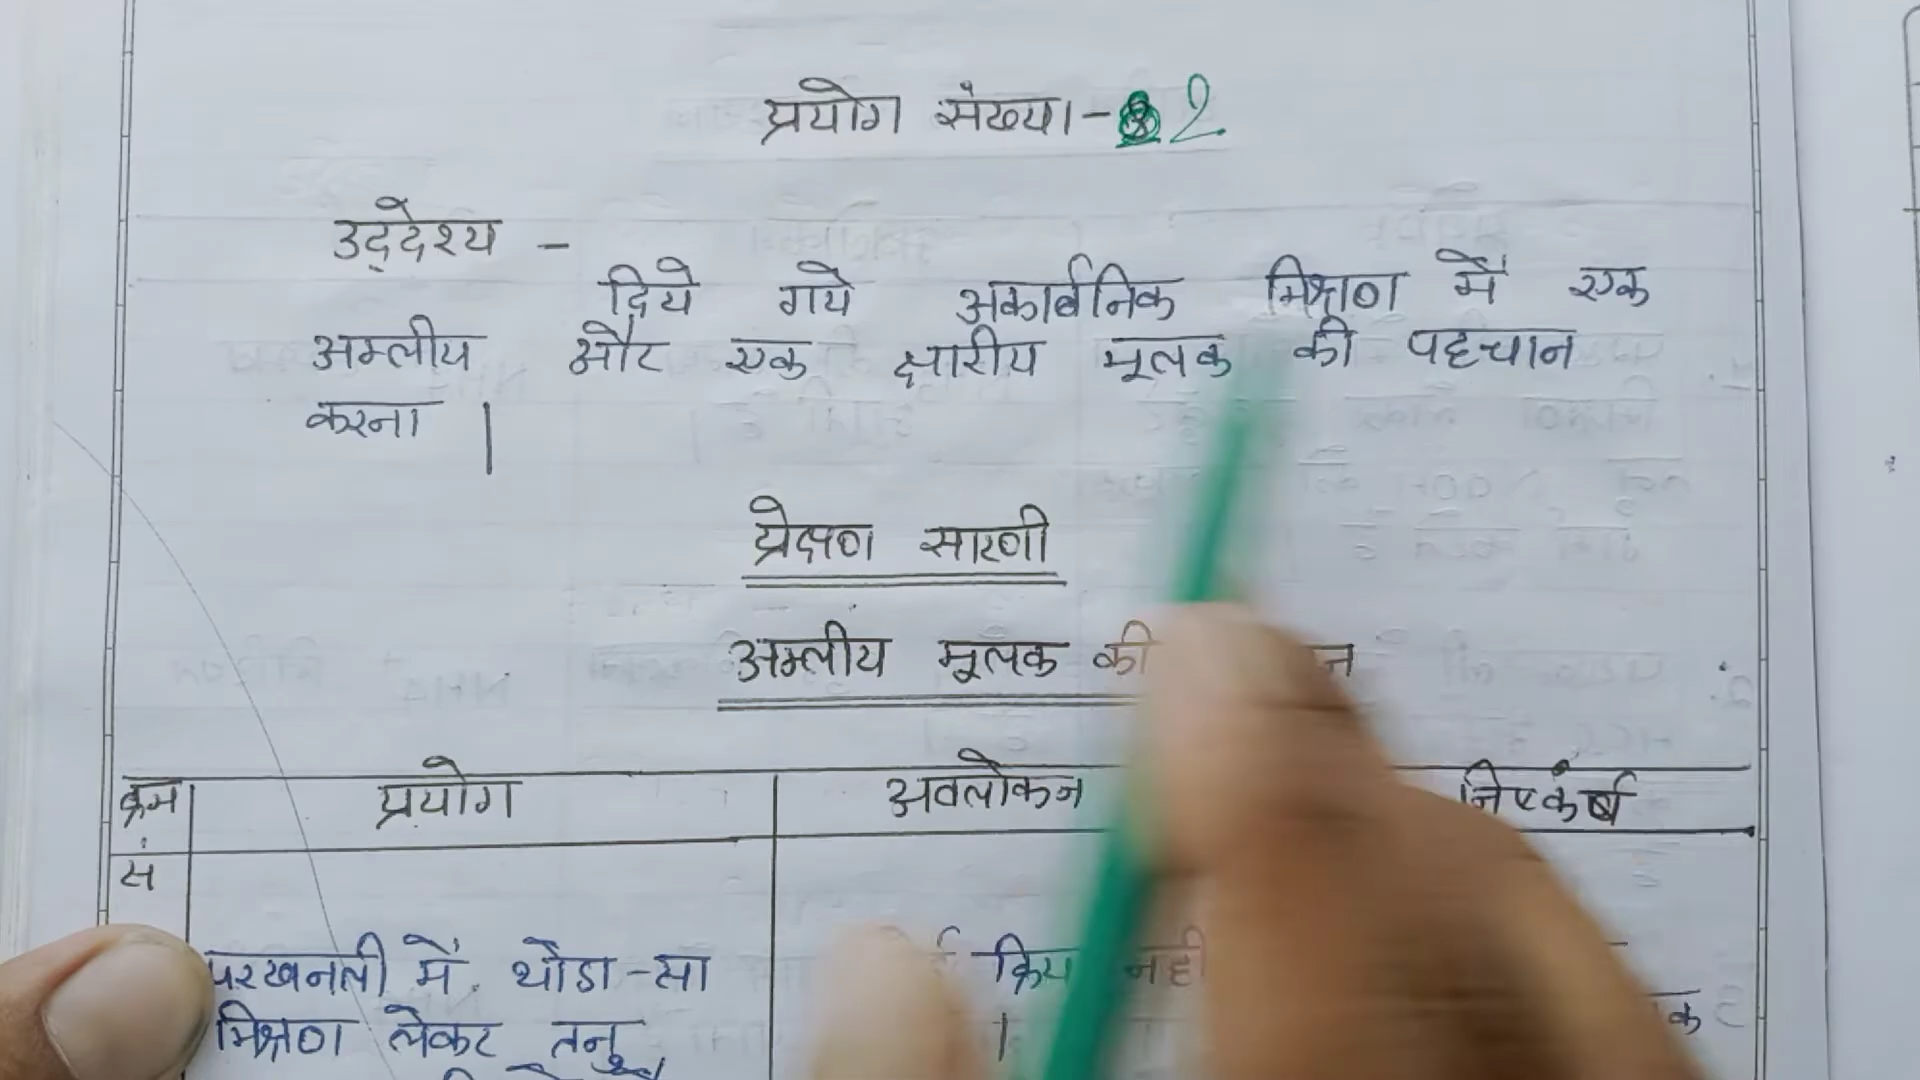 प्रयोग संख्या - 2
उद्देश्य -
दिये गये अकार्बनिक मिश्रण में एक
अम्लीय और एक क्षारीय मूलक की पहचान
करना |
प्रेक्षण सारणी
अम्लीय मूलक की
क्रम सं
प्रयोग
अवलोकन
निष्कर्ष
परखनली में थोडा-सा
मिश्रण लेकर तनु
नही